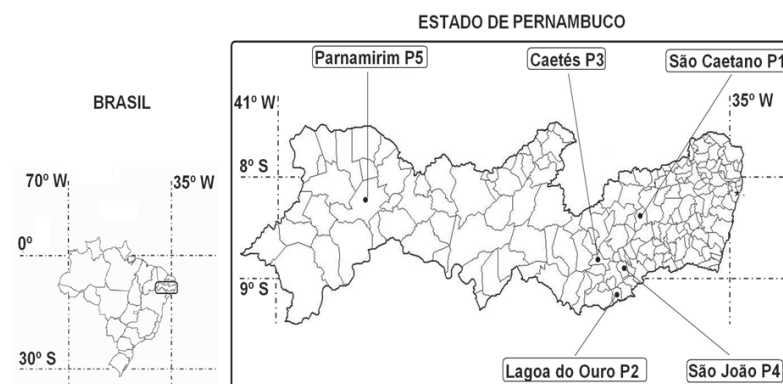 ESTADO DE PERNAMBUCO
Parnamirim P5
Caetés P3
São Caetano P1
BRASIL
41º W
35º W
8º S
70º W
35º W
0º
9º S
30º S
Lagoa do Ouro P2
São João P4